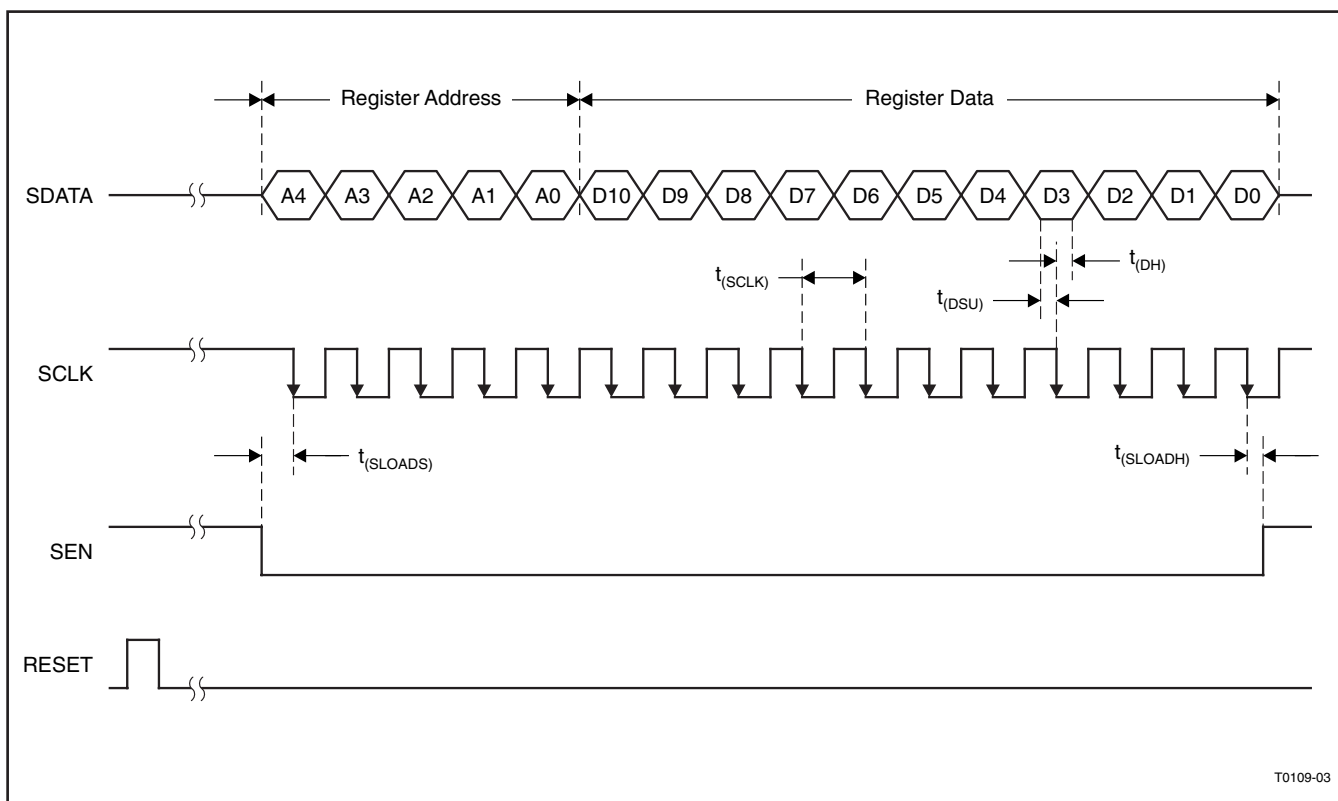 Register Address
Register Data
SDATA
A4 A3 A2 A1 A0 D10 D9 D8 D7 D6 D5 D4 D3 D2 D1 D0
t(SCLK)
t(DH)
t(DSU)
SCLK
t(SLOADS)
t(SLOADH)
SEN
RESET
T0109-03